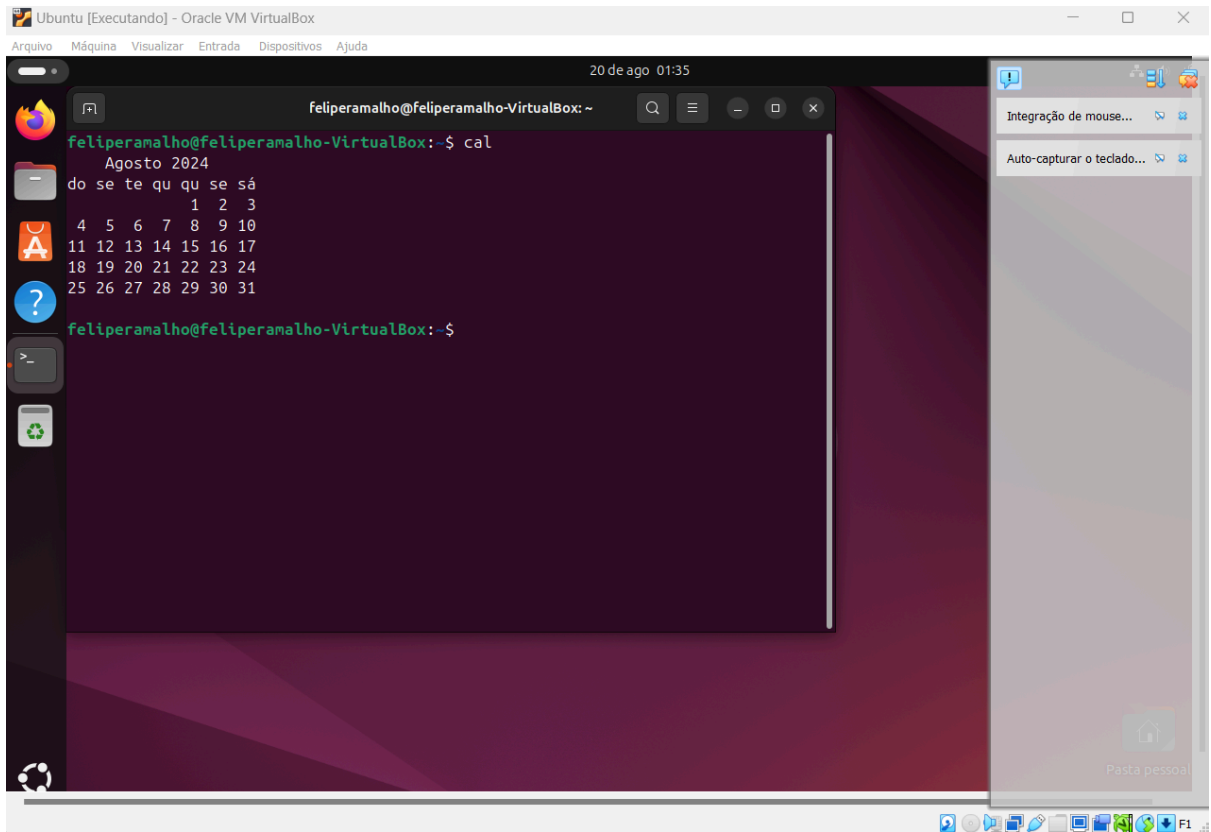 Ubuntu [Executando] - Oracle VM VirtualBox
Arquivo Máquina Visualizar Entrada Dispositivos Ajuda
20 de ago 01:35
feliperamalho@feliperamalho-VirtualBox: ~
feliperamalho@feliperamalho-VirtualBox:~$ cal
Agosto 2024
do se te qu qu se sá
1 2 3
4 5 6 7 8 9 10
11 12 13 14 15 16 17
18 19 20 21 22 23 24
25 26 27 28 29 30 31
feliperamalho@feliperamalho-VirtualBox:~$
Integração de mouse...
Auto-capturar o teclado...
Pasta pessoal
F1